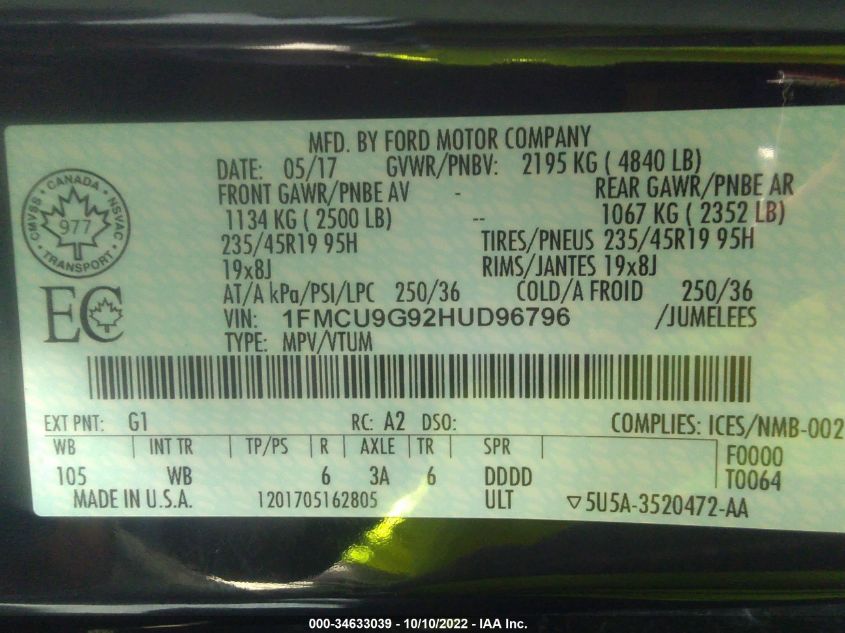 MFD. BY FORD MOTOR COMPANY
DATE: 05/17 GVWR/PNBV: 2195 KG ( 4840 LB)
FRONT GAWR/PNBE AV - REAR GAWR/PNBE AR
1134 KG ( 2500 LB) -- 1067 KG ( 2352 LB)
235/45R19 95H TIRES/PNEUS 235/45R19 95H
19x8J RIMS/JANTES 19x8J
AT/A kPa/PSI/LPC 250/36 COLD/A FROID 250/36
VIN: 1FMCU9G92HUD96796 /JUMELEES
TYPE: MPV/VTUM
CANADA
CMVSS NSVAC
977
TRANSPORT
EC
EXT PNT: G1 RC: A2 DSO: COMPLIES: ICES/NMB-002
WB INT TR TP/PS R AXLE TR SPR F0000
105 WB 6 3A 6 DDDD T0064
MADE IN U.S.A. 1201705162805 ULT ▽5U5A-3520472-AA
000-34633039 - 10/10/2022 - IAA Inc.